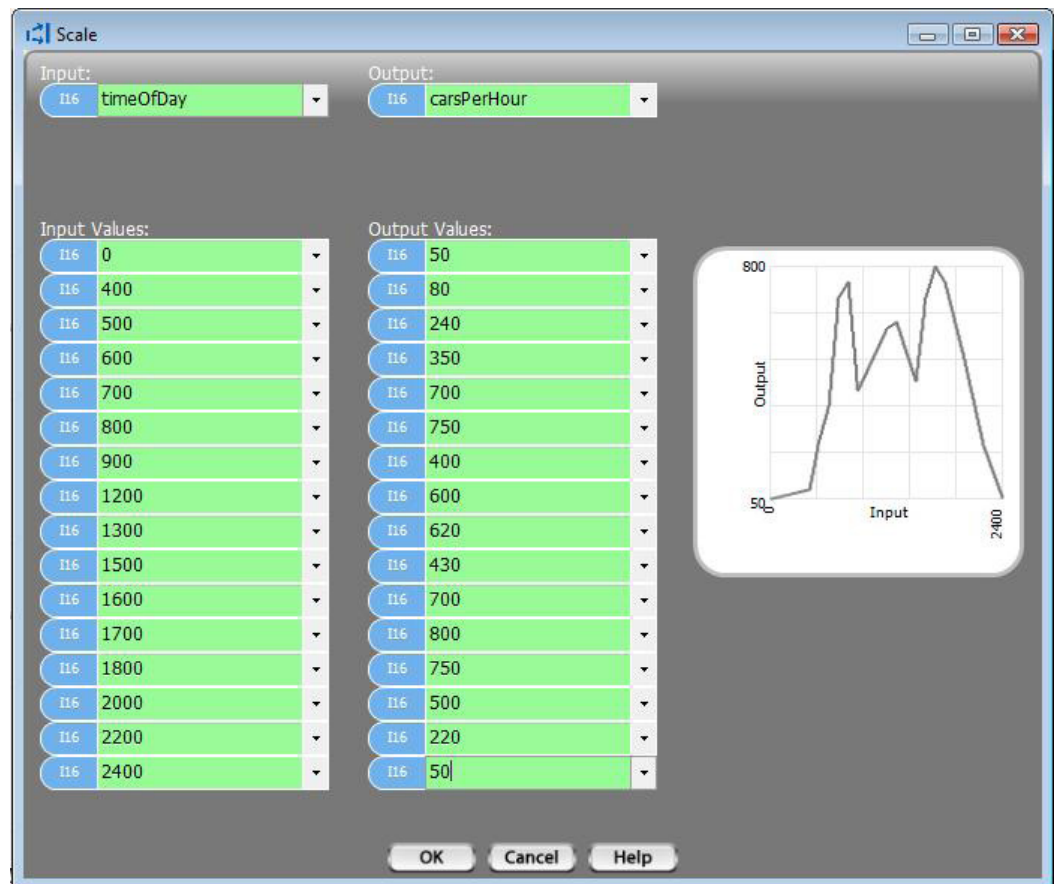 Scale
Input: Output:
I16 timeOfDay I16 carsPerHour
Input Values: Output Values:
I16 0 I16 50
I16 400 I16 80
I16 500 I16 240
I16 600 I16 350
I16 700 I16 700
I16 800 I16 750
I16 900 I16 400
I16 1200 I16 600
I16 1300 I16 620
I16 1500 I16 430
I16 1600 I16 700
I16 1700 I16 800
I16 1800 I16 750
I16 2000 I16 500
I16 2200 I16 220
I16 2400 I16 50
800
Output
50
0 Input 2400
OK Cancel Help